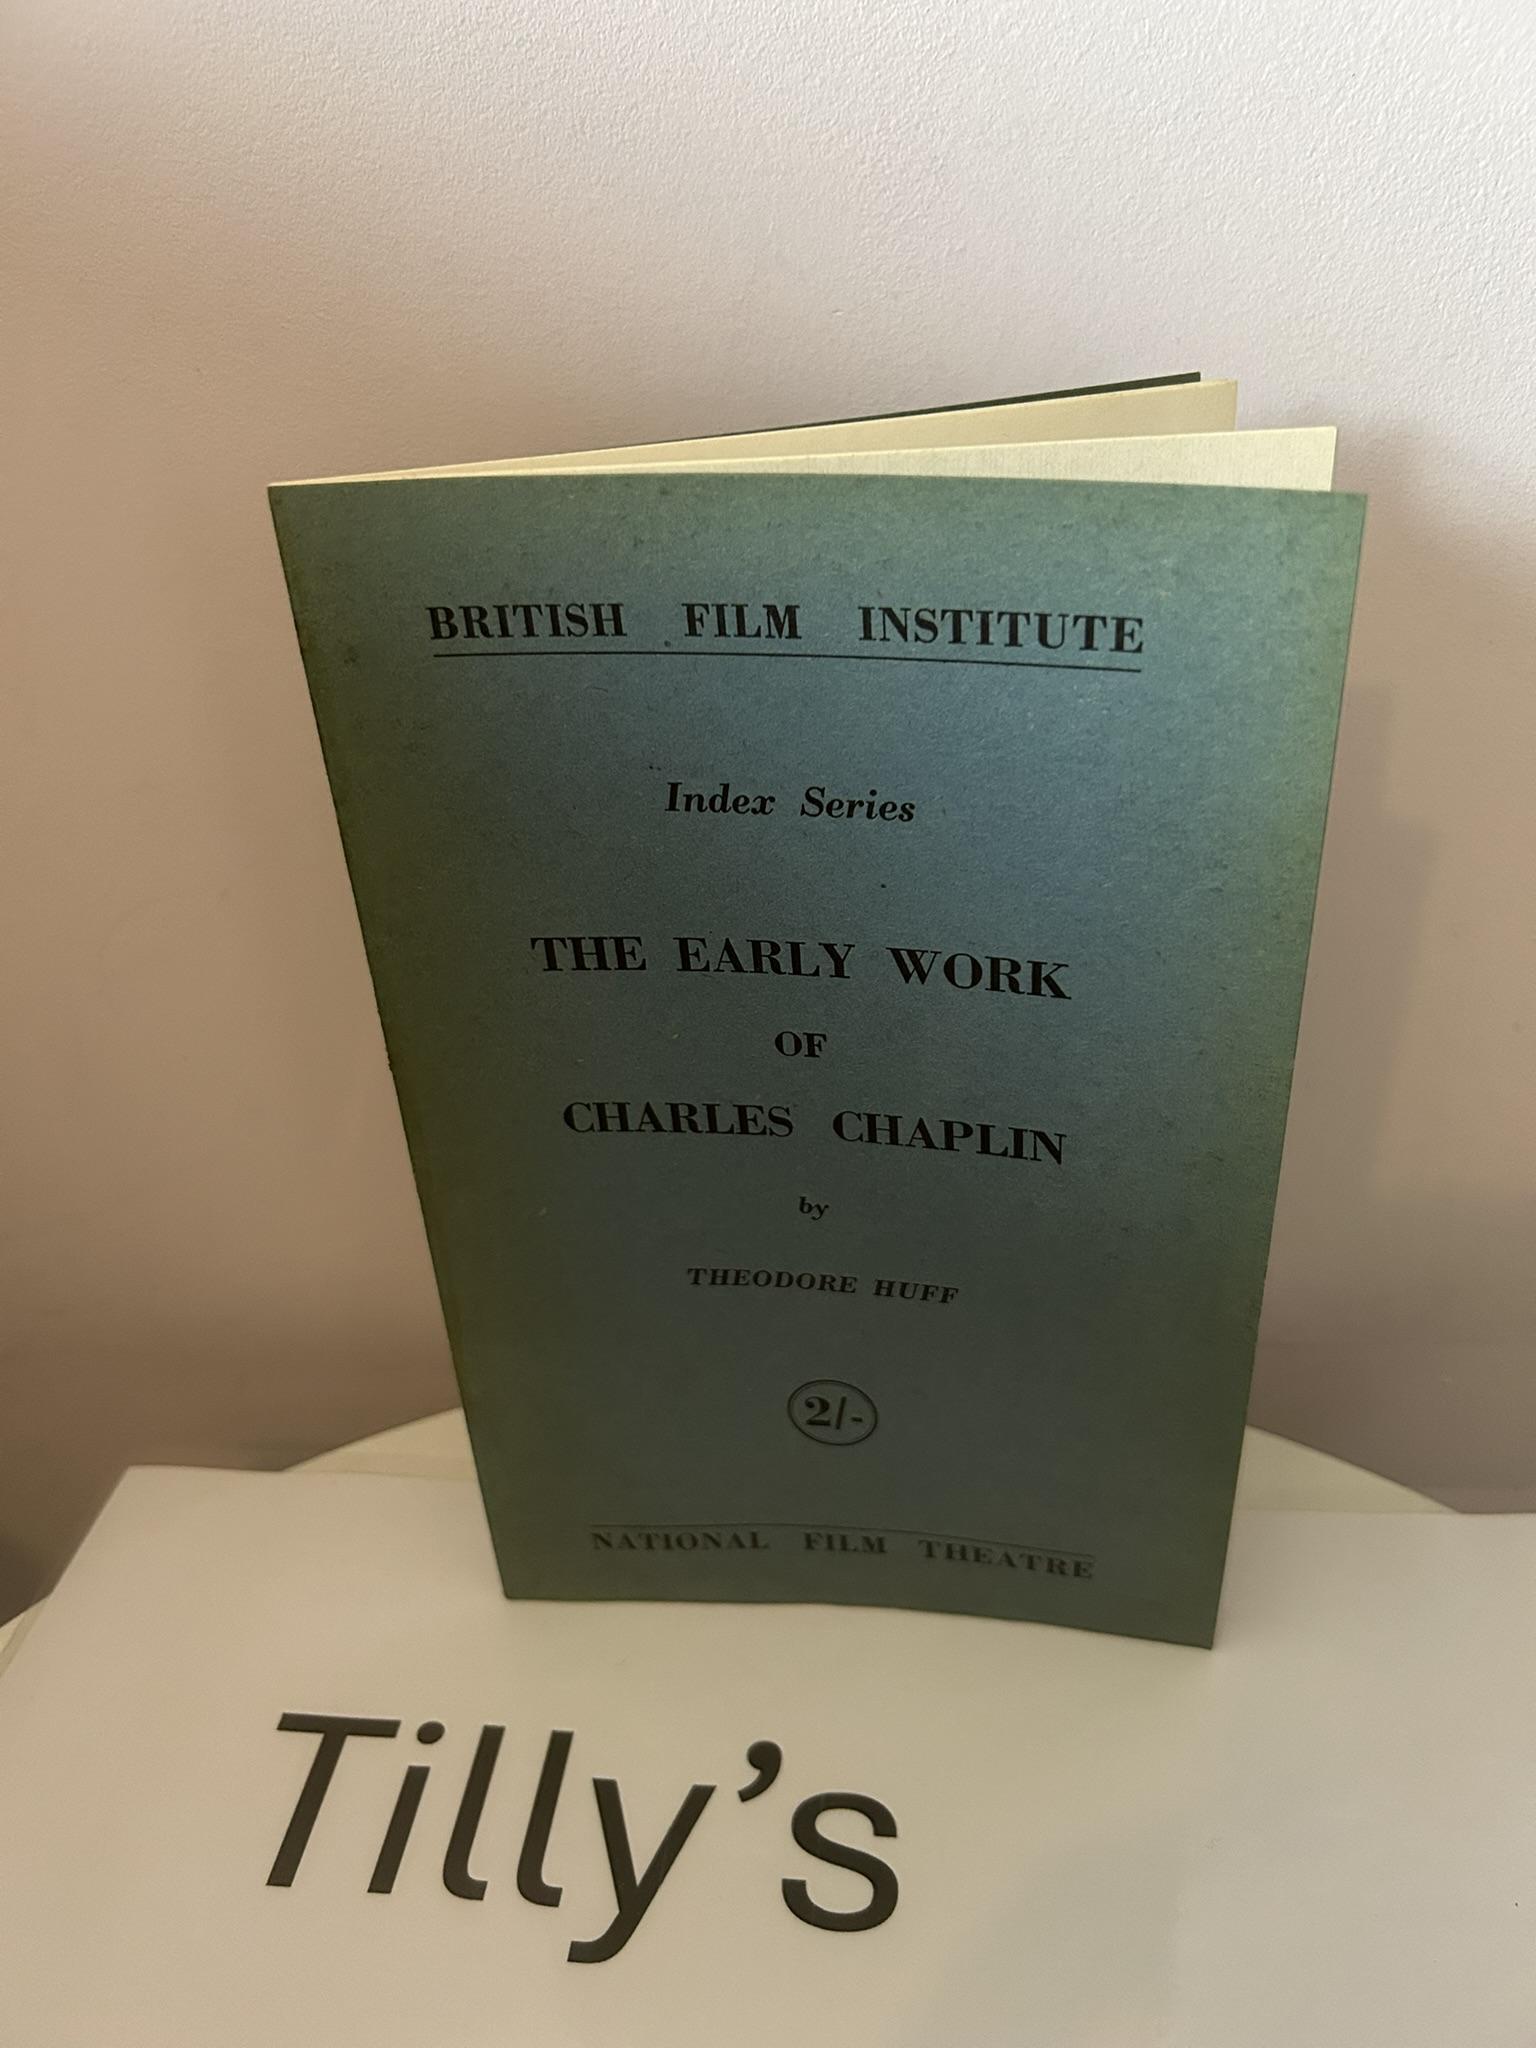 BRITISH FILM INSTITUTE
Index Series
THE EARLY WORK
OF
CHARLES CHAPLIN
by
THEODORE HUFF
2/-
NATIONAL FILM THEATRE
Tilly’s